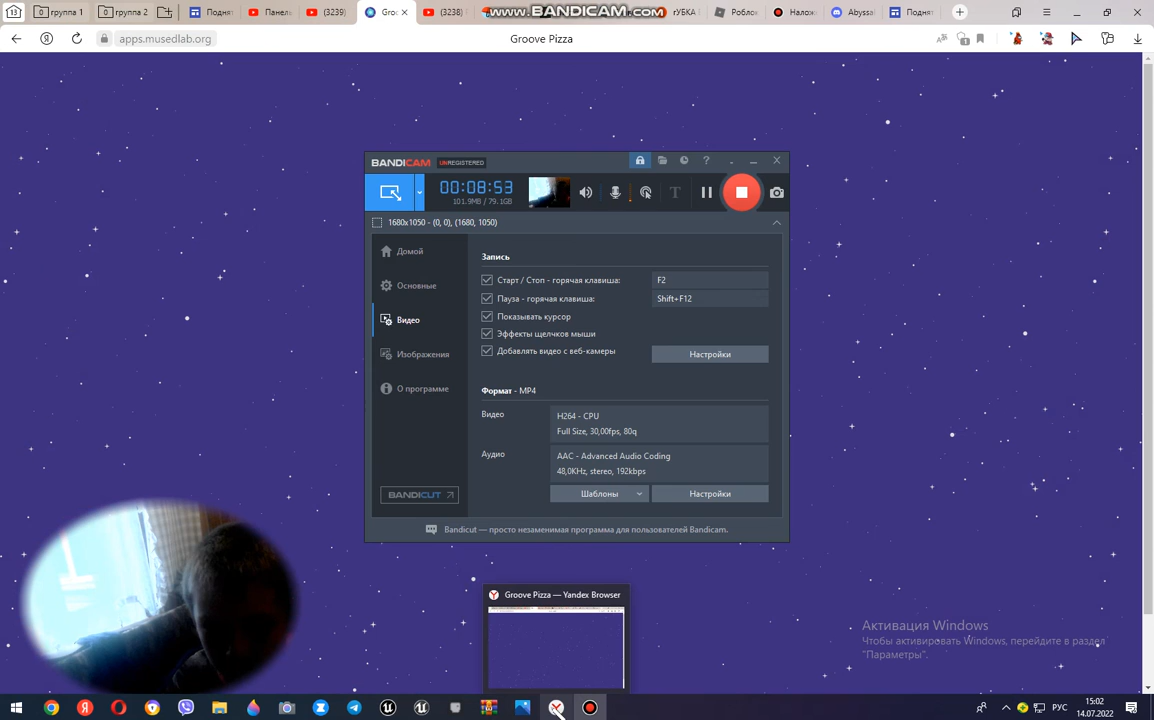 13 группа 1 0 группа 2 Поднят Панель (3239) Gro (3238) F WWW.BANDICAM.COM rУБКА Роблок Налож Abyssal Поднят
Я apps.musedlab.org Groove Pizza
BANDICAM UNREGISTERED
00:08:53
101.9MB / 79.1GB
1680x1050 - (0, 0), (1680, 1050)
Домой
Основные
Видео
Изображения
О программе
BANDICUT
Запись
Старт / Стоп - горячая клавиша: F2
Пауза - горячая клавиша: Shift+F12
Показывать курсор
Эффекты щелчков мыши
Добавлять видео с веб-камеры Настройки
Формат - MP4
Видео H264 - CPU
Full Size, 30,00fps, 80q
Аудио AAC - Advanced Audio Coding
48,0KHz, stereo, 192kbps
Шаблоны Настройки
Bandicut — просто незаменимая программа для пользователей Bandicam.
Groove Pizza — Yandex Browser
Активация Windows
Чтобы активировать Windows, перейдите в раздел
"Параметры".
РУС 15:02
14.07.2022